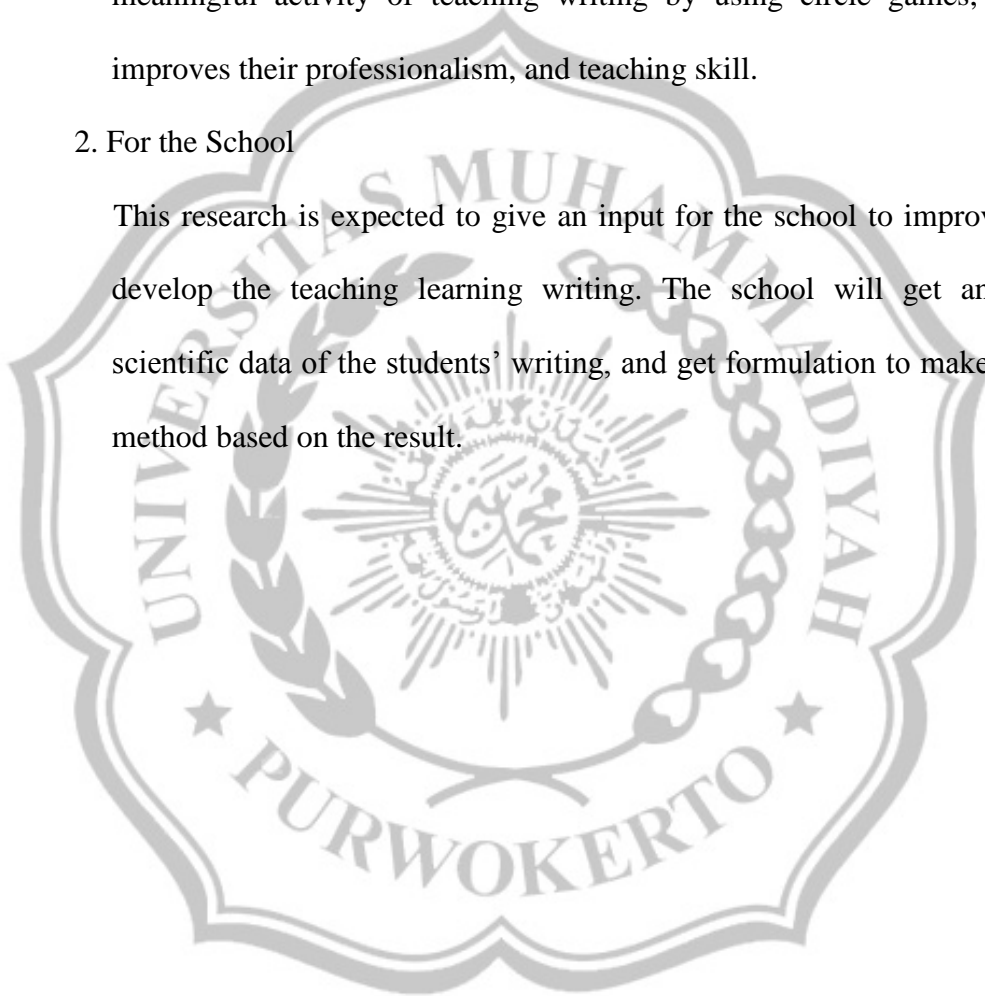 meaningful activity of teaching writing by using circle games,
improves their professionalism, and teaching skill.
2. For the School
This research is expected to give an input for the school to improv
develop the teaching learning writing. The school will get an
scientific data of the students’ writing, and get formulation to make
method based on the result.
UNIVERSITAS MUHAMMADIYAH
PURWOKERTO